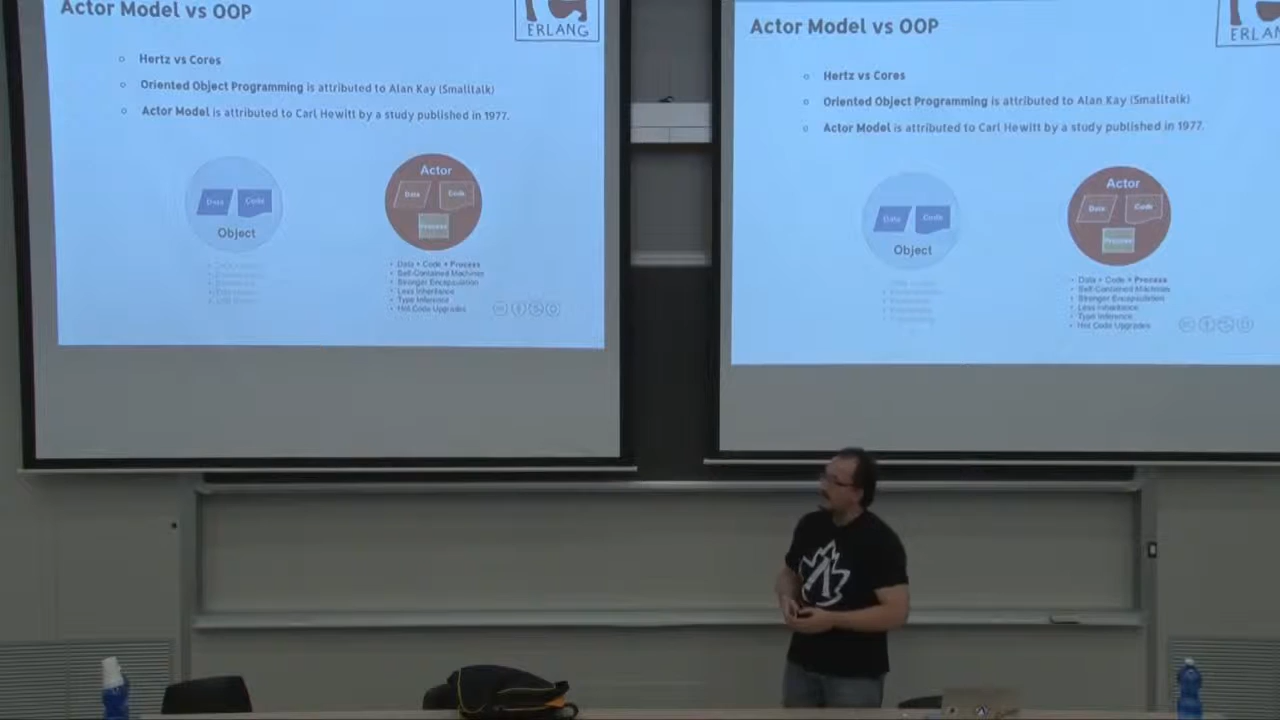 Actor Model vs OOP
ERLANG
Hertz vs Cores
Oriented Object Programming is attributed to Alan Kay (Smalltalk)
Actor Model is attributed to Carl Hewitt by a study published in 1977.
Data
Code
Object
Actor
Data
Code
Process
Data + Code + Process
Self-Contained Machines
Stronger Encapsulation
Less Inheritance
Type Inference
Hot Code Upgrades
Actor Model vs OOP
ERLAN
Hertz vs Cores
Oriented Object Programming is attributed to Alan Kay (Smalltalk)
Actor Model is attributed to Carl Hewitt by a study published in 1977.
Data
Code
Object
Actor
Data
Code
Process
Data + Code + Process
Self-Contained Machines
Stronger Encapsulation
Less Inheritance
Type Inference
Hot Code Upgrades